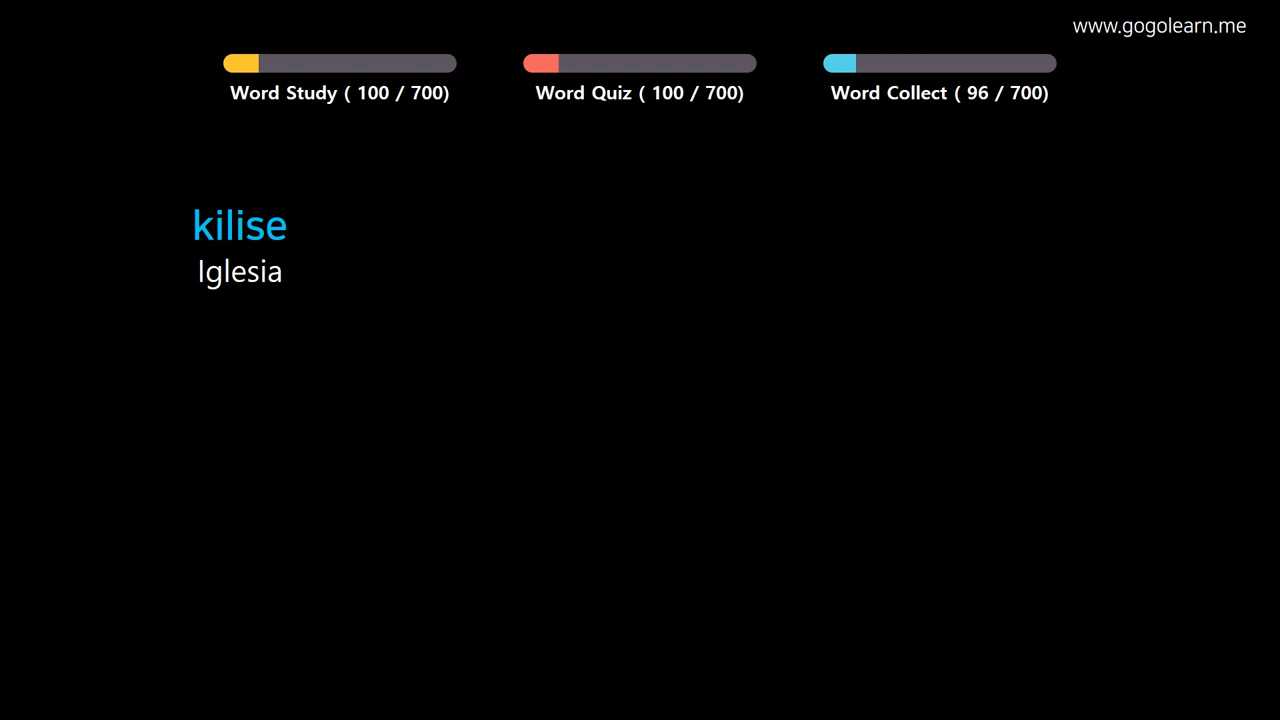 www.gogolearn.me
Word Study ( 100 / 700)
Word Quiz ( 100 / 700)
Word Collect ( 96 / 700)
kilise
Iglesia